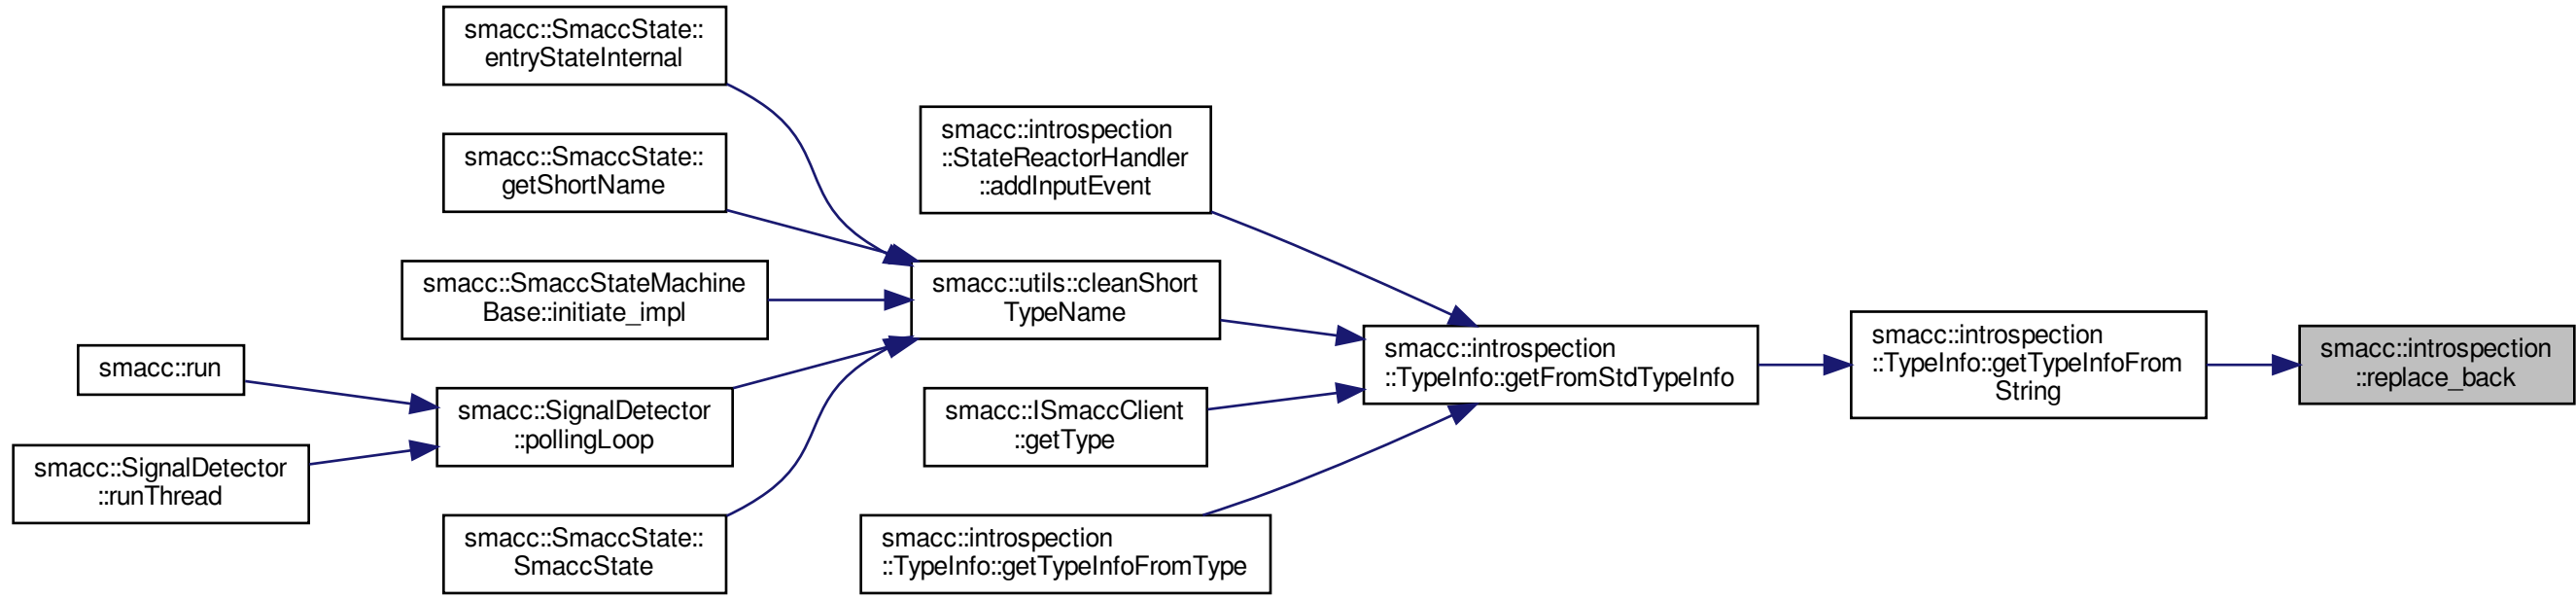 smacc::SmaccState::
entryStateInternal
smacc::SmaccState::
getShortName
smacc::SmaccStateMachine
Base::initiate_impl
smacc::run
smacc::SignalDetector
::pollingLoop
smacc::SignalDetector
::runThread
smacc::SmaccState::
SmaccState
smacc::introspection
::StateReactorHandler
::addInputEvent
smacc::utils::cleanShort
TypeName
smacc::ISmaccClient
::getType
smacc::introspection
::TypeInfo::getTypeInfoFromType
smacc::introspection
::TypeInfo::getFromStdTypeInfo
smacc::introspection
::TypeInfo::getTypeInfoFrom
String
smacc::introspection
::replace_back